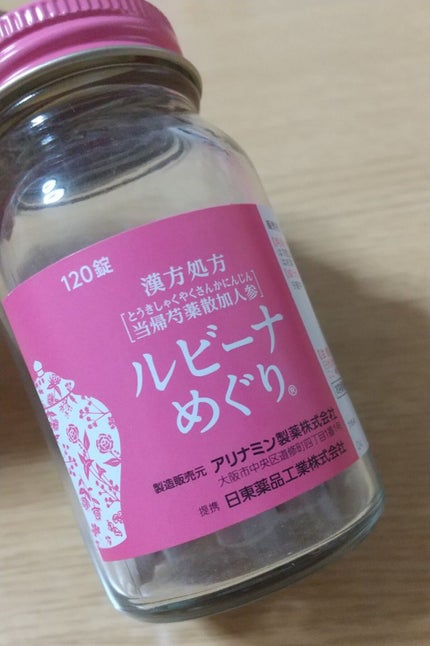 120錠
漢方処方
[とうきしゃくやくさんかにんじん
当帰芍薬散加人参]
ルビーナ
めぐり®
製造販売元 アリナミン製薬株式会社
大阪市中央区道修町四丁目1番1号
提携 日東薬品工業株式会社